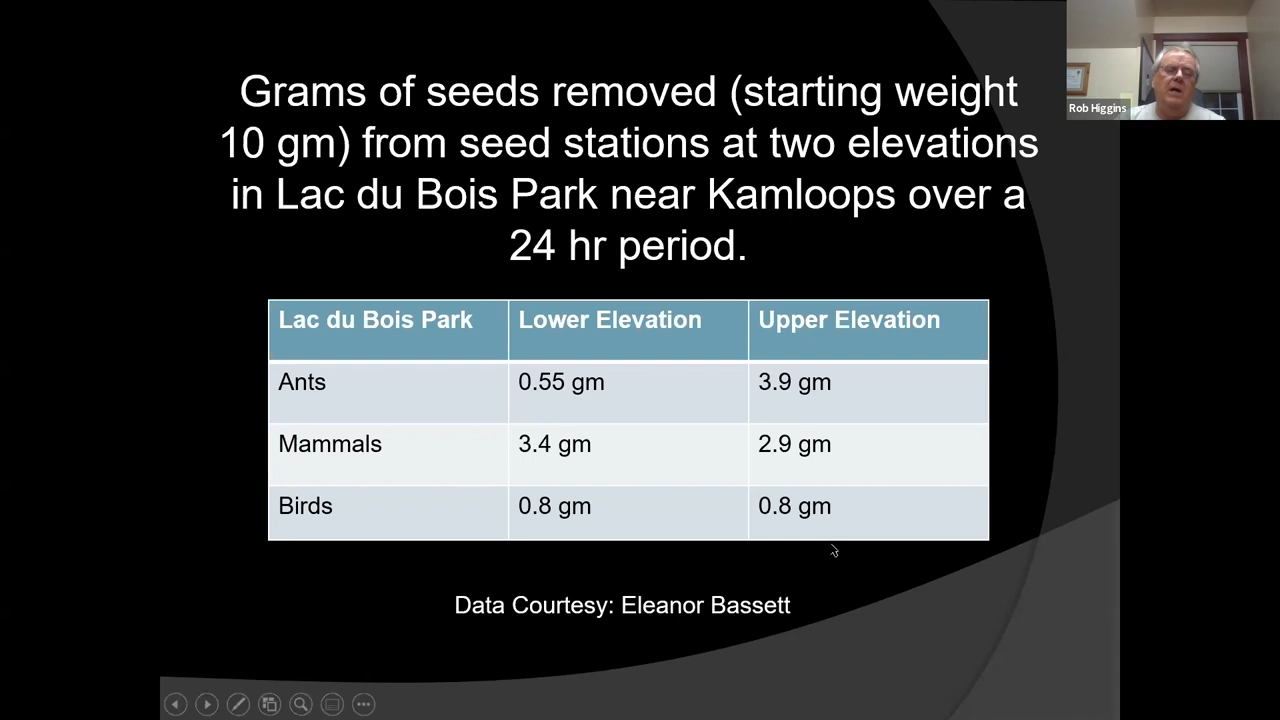 Grams of seeds removed (starting weight
10 gm) from seed stations at two elevations
in Lac du Bois Park near Kamloops over a
24 hr period.
Rob Higgins
Lac du Bois Park Lower Elevation Upper Elevation
Ants 0.55 gm 3.9 gm
Mammals 3.4 gm 2.9 gm
Birds 0.8 gm 0.8 gm
Data Courtesy: Eleanor Bassett